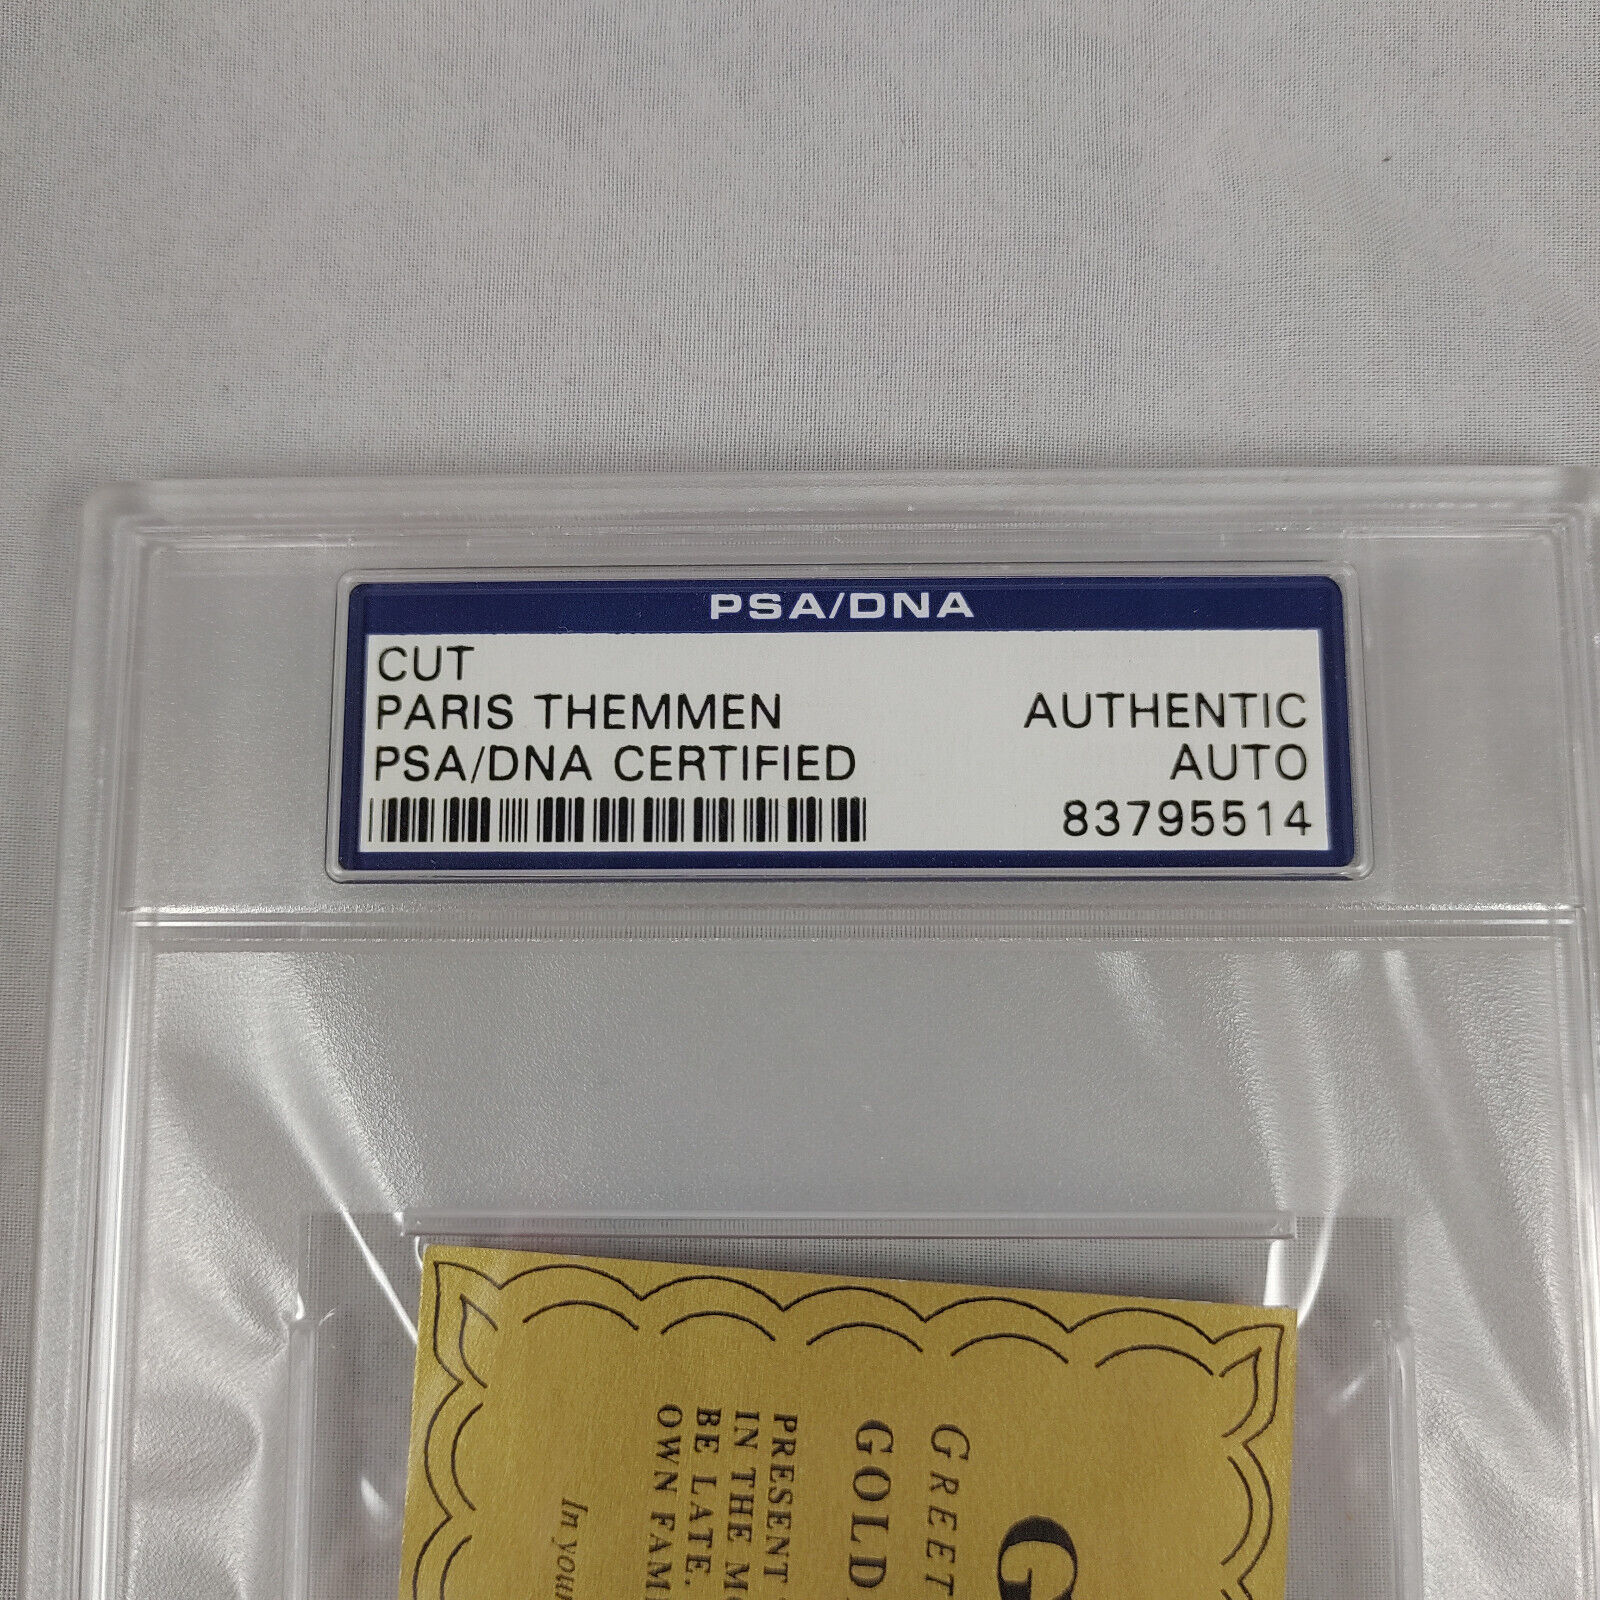 PSA/DNA
CUT
PARIS THEMMEN
PSA/DNA CERTIFIED
AUTHENTIC
AUTO
83795514
G
GREET
GOLD
PRESENT
IN THE
BE LATE.
OWN
In